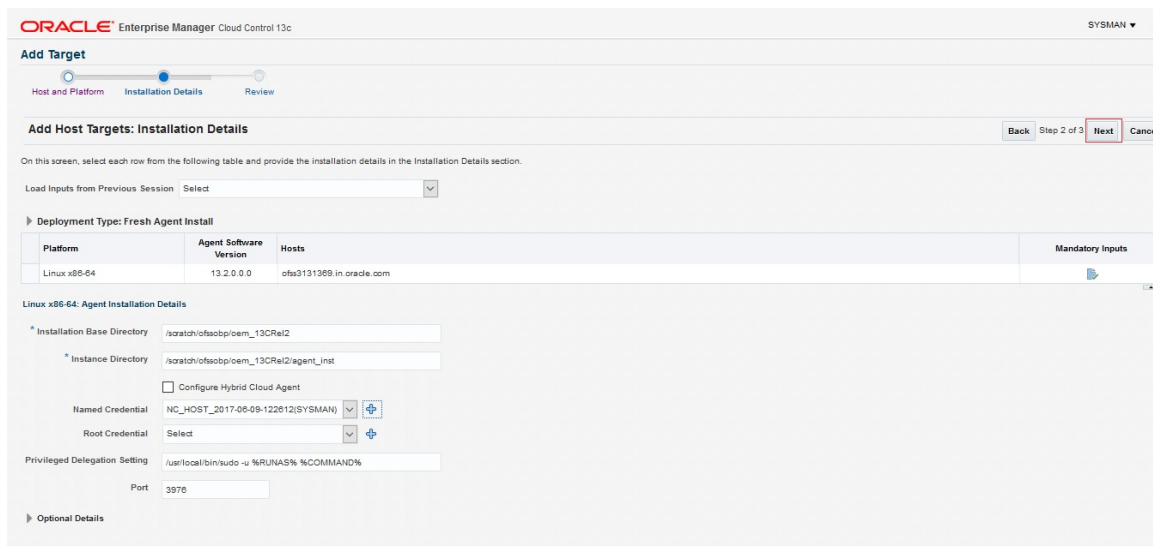 ORACLE Enterprise Manager Cloud Control 13c
SYSMAN
Add Target
Host and Platform Installation Details Review
Add Host Targets: Installation Details
Back Step 2 of 3 Next Cance
On this screen, select each row from the following table and provide the installation details in the Installation Details section.
Load Inputs from Previous Session Select
Deployment Type: Fresh Agent Install
Platform Agent Software Version Hosts Mandatory Inputs
Linux x86-64 13.2.0.0.0 ofss3131369.in.oracle.com
Linux x86-64: Agent Installation Details
* Installation Base Directory /scratch/ofssobp/oem_13CRel2
* Instance Directory /scratch/ofssobp/oem_13CRel2/agent_inst
Configure Hybrid Cloud Agent
Named Credential NC_HOST_2017-06-09-122612(SYSMAN)
Root Credential Select
Privileged Delegation Setting /usr/local/bin/sudo -u %RUNAS% %COMMAND%
Port 3976
Optional Details